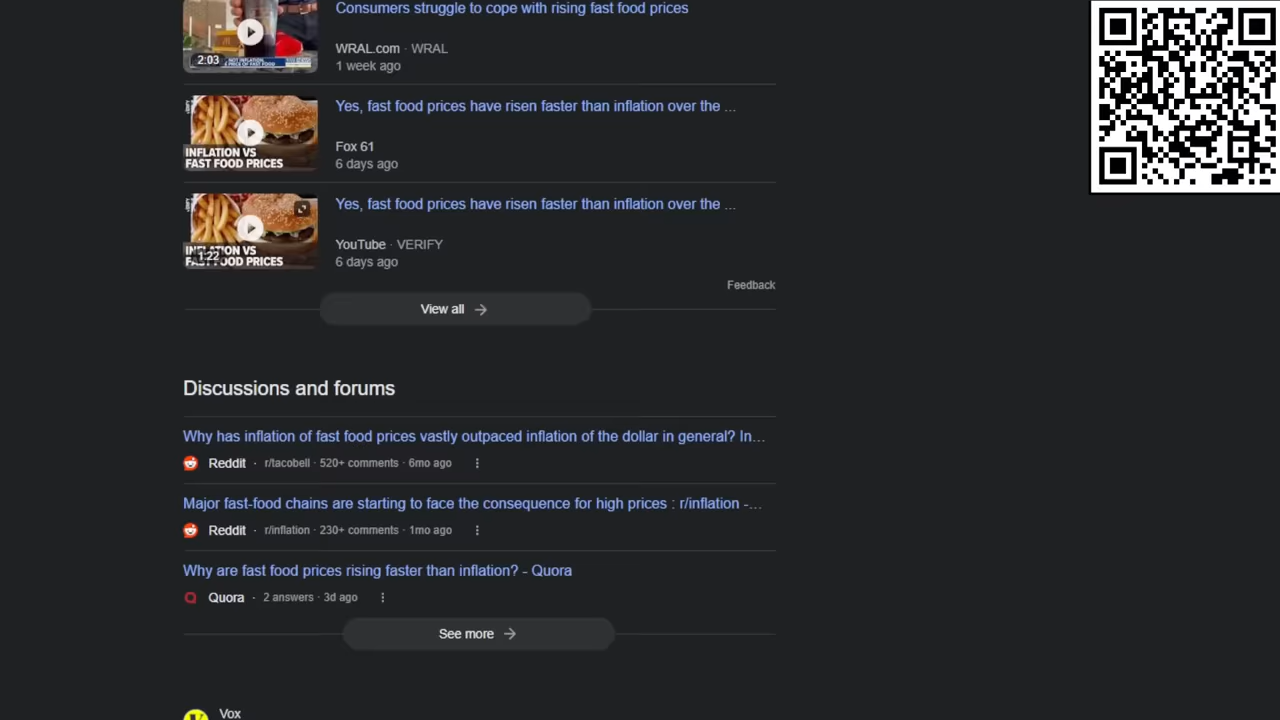 Consumers struggle to cope with rising fast food prices
2:03
WRAL.com · WRAL
1 week ago
Yes, fast food prices have risen faster than inflation over the ...
INFLATION VS
FAST FOOD PRICES
Fox 61
6 days ago
Yes, fast food prices have risen faster than inflation over the ...
INFLATION VS
FAST FOOD PRICES
1:22
YouTube · VERIFY
6 days ago
Feedback
View all
Discussions and forums
Why has inflation of fast food prices vastly outpaced inflation of the dollar in general? In...
Reddit · r/tacobell · 520+ comments · 6mo ago
Major fast-food chains are starting to face the consequence for high prices : r/inflation -...
Reddit · r/inflation · 230+ comments · 1mo ago
Why are fast food prices rising faster than inflation? - Quora
Quora · 2 answers · 3d ago
See more
Vox